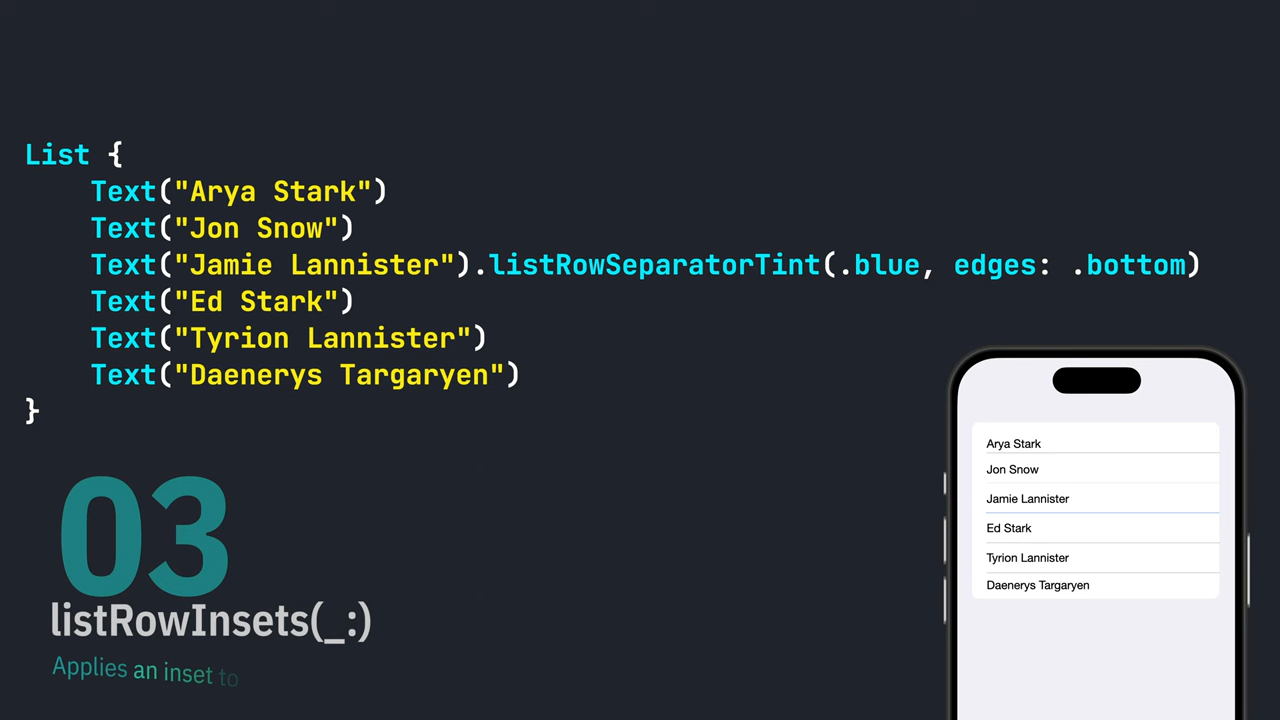 List {
    Text("Arya Stark")
    Text("Jon Snow")
    Text("Jamie Lannister").listRowSeparatorTint(.blue, edges: .bottom)
    Text("Ed Stark")
    Text("Tyrion Lannister")
    Text("Daenerys Targaryen")
}
03
listRowInsets(_:)
Applies an inset to
Arya Stark
Jon Snow
Jamie Lannister
Ed Stark
Tyrion Lannister
Daenerys Targaryen